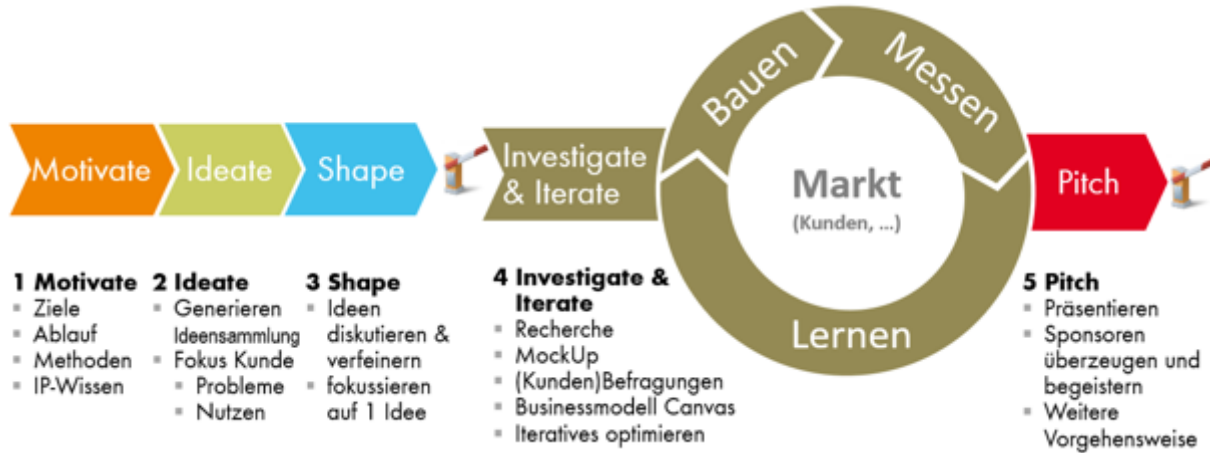 Motivate
Ideate
Shape
Investigate
& Iterate
Bauen
Messen
Lernen
Markt
(Kunden, ...)
Pitch
1 Motivate
▪ Ziele
▪ Ablauf
▪ Methoden
▪ IP-Wissen
2 Ideate
▪ Generieren
Ideensammlung
▪ Fokus Kunde
▪ Probleme
▪ Nutzen
3 Shape
▪ Ideen
diskutieren &
verfeinern
▪ fokussieren
auf 1 Idee
4 Investigate &
Iterate
▪ Recherche
▪ MockUp
▪ (Kunden)Befragungen
▪ Businessmodell Canvas
▪ Iteratives optimieren
5 Pitch
▪ Präsentieren
▪ Sponsoren
überzeugen und
begeistern
▪ Weitere
Vorgehensweise